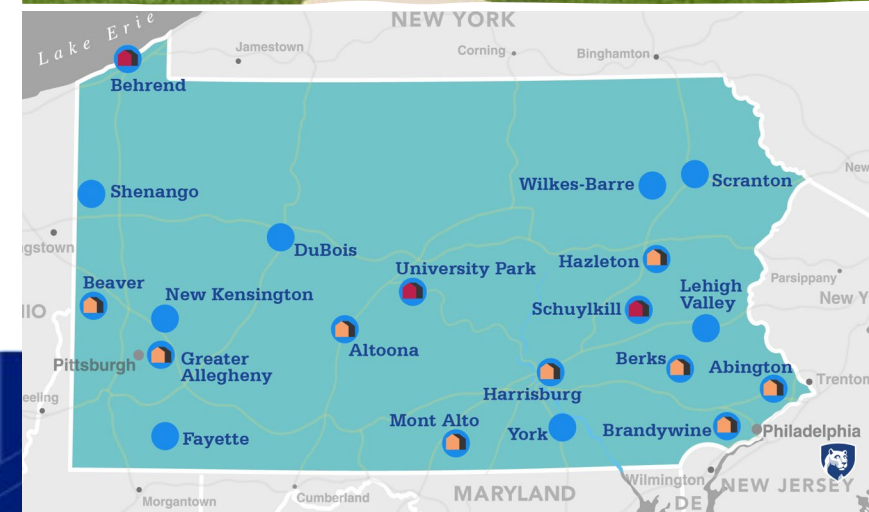 NEW YORK
Lake Erie
Jamestown
Corning
Binghamton
Behrend
New
Shenango
Wilkes-Barre
Scranton
gstown
DuBois
Hazleton
University Park
Parsippany
Beaver
New Kensington
Lehigh
Valley
New Y
IO
Schuylkill
Altoona
Pittsburgh
Greater
Allegheny
Berks
Abington
Trenton
Harrisburg
eeling
Mont Alto
Fayette
York
Brandywine
Philadelphia
Wilmington
NEW JERSEY
Morgantown
Cumberland
MARYLAND
DE